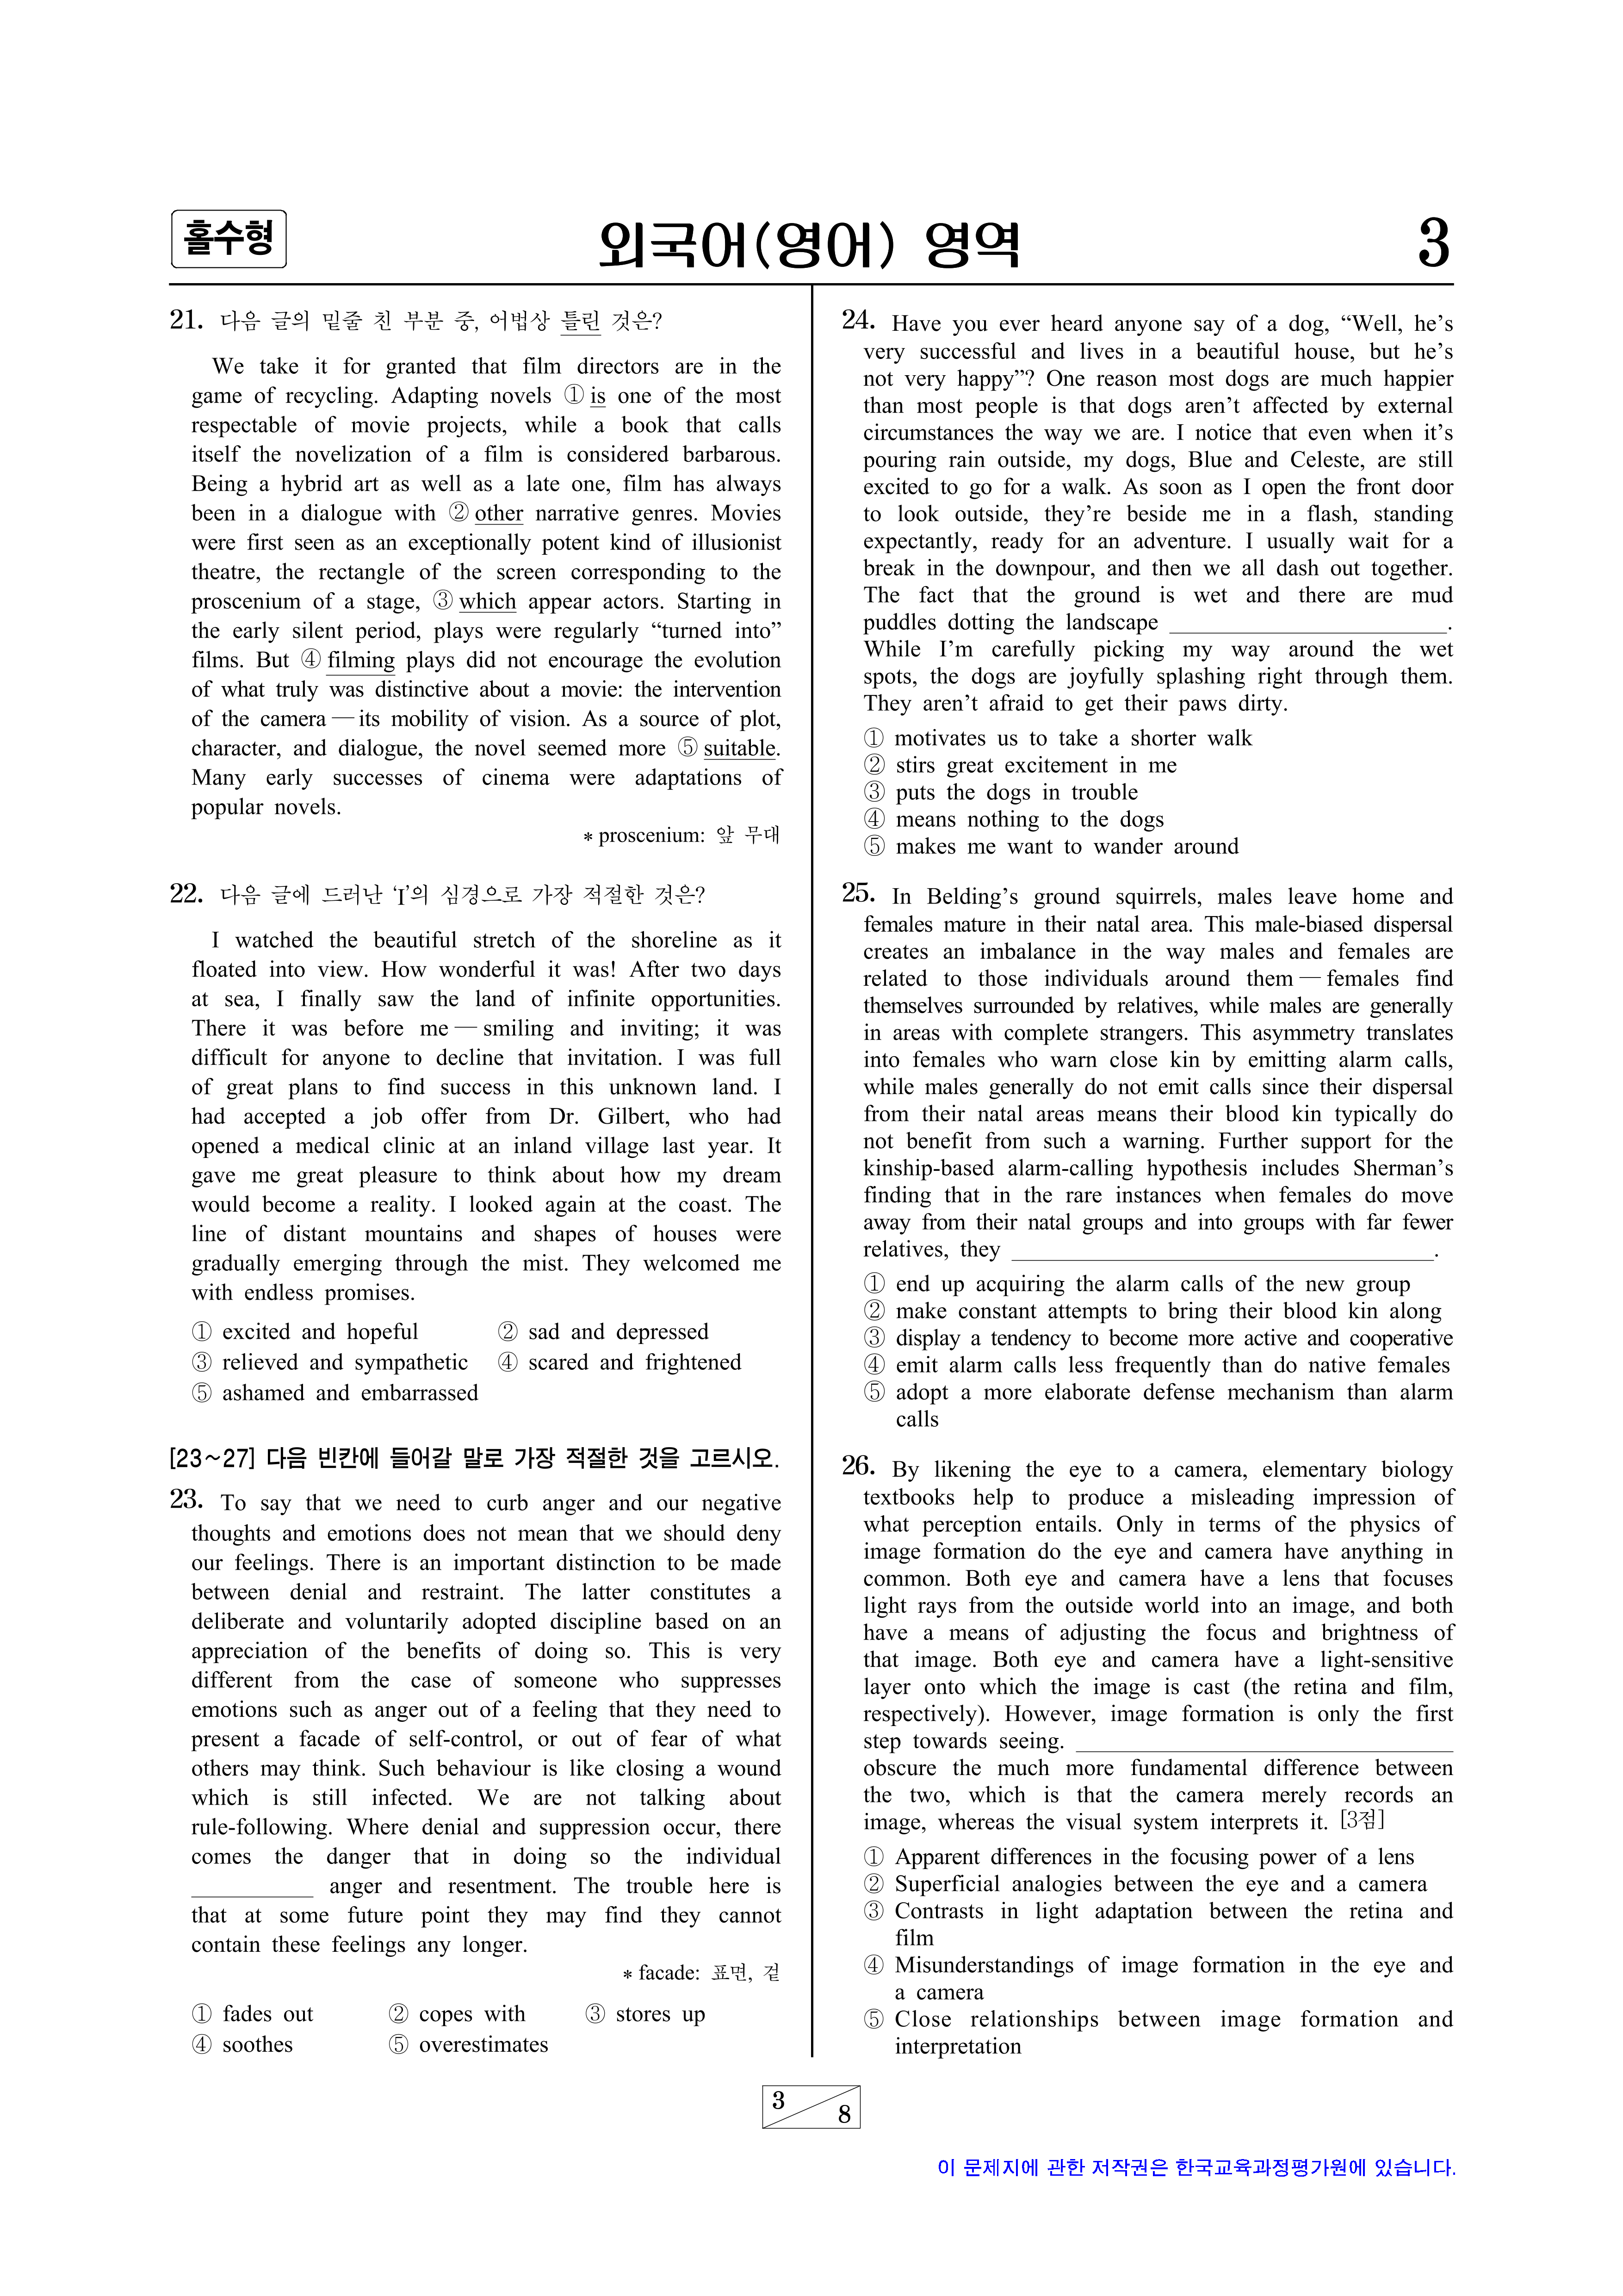 홀수형
외국어(영어) 영역
3
21. 다음 글의 밑줄 친 부분 중, 어법상 틀린 것은?
We take it for granted that film directors are in the
game of recycling. Adapting novels ① is one of the most
respectable of movie projects, while a book that calls
itself the novelization of a film is considered barbarous.
Being a hybrid art as well as a late one, film has always
been in a dialogue with ② other narrative genres. Movies
were first seen as an exceptionally potent kind of illusionist
theatre, the rectangle of the screen corresponding to the
proscenium of a stage, ③ which appear actors. Starting in
the early silent period, plays were regularly “turned into”
films. But ④ filming plays did not encourage the evolution
of what truly was distinctive about a movie: the intervention
of the camera — its mobility of vision. As a source of plot,
character, and dialogue, the novel seemed more ⑤ suitable.
Many early successes of cinema were adaptations of
popular novels.
* proscenium: 앞 무대
22. 다음 글에 드러난 ‘I’의 심경으로 가장 적절한 것은?
I watched the beautiful stretch of the shoreline as it
floated into view. How wonderful it was! After two days
at sea, I finally saw the land of infinite opportunities.
There it was before me — smiling and inviting; it was
difficult for anyone to decline that invitation. I was full
of great plans to find success in this unknown land. I
had accepted a job offer from Dr. Gilbert, who had
opened a medical clinic at an inland village last year. It
gave me great pleasure to think about how my dream
would become a reality. I looked again at the coast. The
line of distant mountains and shapes of houses were
gradually emerging through the mist. They welcomed me
with endless promises.
① excited and hopeful ② sad and depressed
③ relieved and sympathetic ④ scared and frightened
⑤ ashamed and embarrassed
[23~27] 다음 빈칸에 들어갈 말로 가장 적절한 것을 고르시오.
23. To say that we need to curb anger and our negative
thoughts and emotions does not mean that we should deny
our feelings. There is an important distinction to be made
between denial and restraint. The latter constitutes a
deliberate and voluntarily adopted discipline based on an
appreciation of the benefits of doing so. This is very
different from the case of someone who suppresses
emotions such as anger out of a feeling that they need to
present a facade of self-control, or out of fear of what
others may think. Such behaviour is like closing a wound
which is still infected. We are not talking about
rule-following. Where denial and suppression occur, there
comes the danger that in doing so the individual
__________ anger and resentment. The trouble here is
that at some future point they may find they cannot
contain these feelings any longer.
* facade: 표면, 겉
① fades out ② copes with ③ stores up
④ soothes ⑤ overestimates
24. Have you ever heard anyone say of a dog, “Well, he’s
very successful and lives in a beautiful house, but he’s
not very happy”? One reason most dogs are much happier
than most people is that dogs aren’t affected by external
circumstances the way we are. I notice that even when it’s
pouring rain outside, my dogs, Blue and Celeste, are still
excited to go for a walk. As soon as I open the front door
to look outside, they’re beside me in a flash, standing
expectantly, ready for an adventure. I usually wait for a
break in the downpour, and then we all dash out together.
The fact that the ground is wet and there are mud
puddles dotting the landscape ______________________.
While I’m carefully picking my way around the wet
spots, the dogs are joyfully splashing right through them.
They aren’t afraid to get their paws dirty.
① motivates us to take a shorter walk
② stirs great excitement in me
③ puts the dogs in trouble
④ means nothing to the dogs
⑤ makes me want to wander around
25. In Belding’s ground squirrels, males leave home and
females mature in their natal area. This male-biased dispersal
creates an imbalance in the way males and females are
related to those individuals around them — females find
themselves surrounded by relatives, while males are generally
in areas with complete strangers. This asymmetry translates
into females who warn close kin by emitting alarm calls,
while males generally do not emit calls since their dispersal
from their natal areas means their blood kin typically do
not benefit from such a warning. Further support for the
kinship-based alarm-calling hypothesis includes Sherman’s
finding that in the rare instances when females do move
away from their natal groups and into groups with far fewer
relatives, they ______________________.
① end up acquiring the alarm calls of the new group
② make constant attempts to bring their blood kin along
③ display a tendency to become more active and cooperative
④ emit alarm calls less frequently than do native females
⑤ adopt a more elaborate defense mechanism than alarm
calls
26. By likening the eye to a camera, elementary biology
textbooks help to produce a misleading impression of
what perception entails. Only in terms of the physics of
image formation do the eye and camera have anything in
common. Both eye and camera have a lens that focuses
light rays from the outside world into an image, and both
have a means of adjusting the focus and brightness of
that image. Both eye and camera have a light-sensitive
layer onto which the image is cast (the retina and film,
respectively). However, image formation is only the first
step towards seeing. ______________________
obscure the much more fundamental difference between
the two, which is that the camera merely records an
image, whereas the visual system interprets it. [3점]
① Apparent differences in the focusing power of a lens
② Superficial analogies between the eye and a camera
③ Contrasts in light adaptation between the retina and
film
④ Misunderstandings of image formation in the eye and
a camera
⑤ Close relationships between image formation and
interpretation
3
8
이 문제지에 관한 저작권은 한국교육과정평가원에 있습니다.